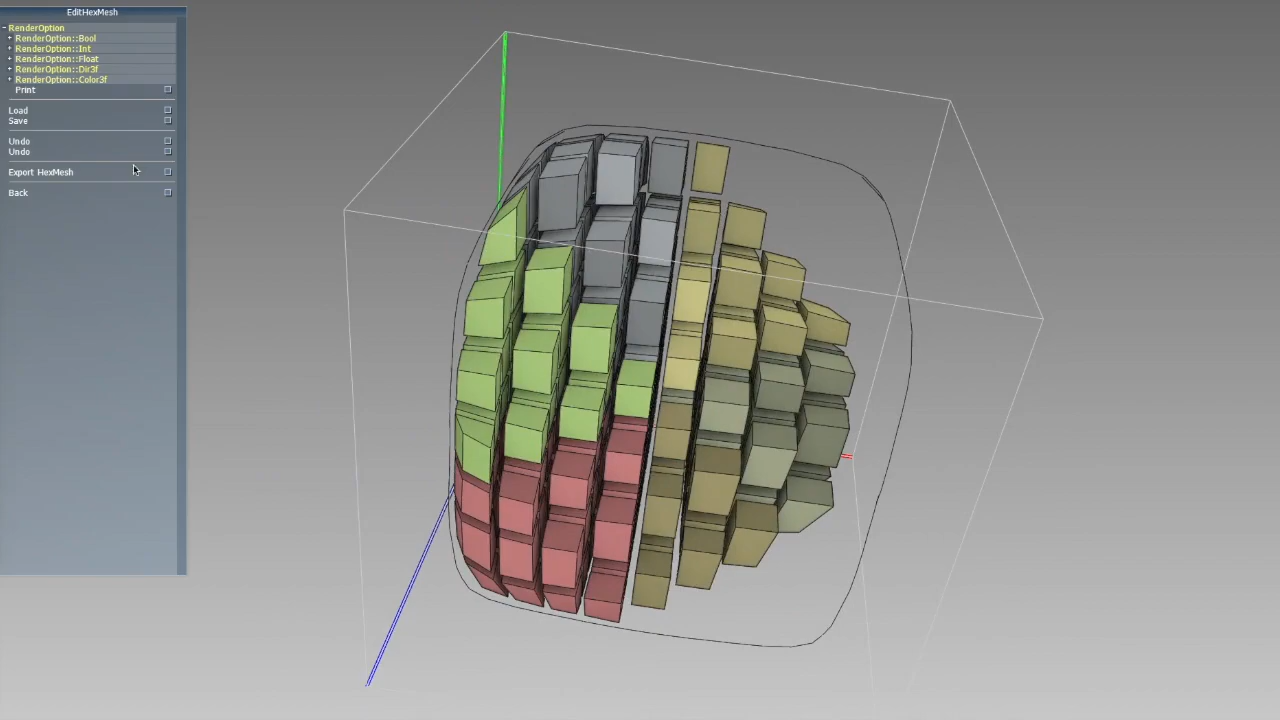 EditHexMesh
RenderOption
RenderOption::Bool
RenderOption::Int
RenderOption::Float
RenderOption::Dir3f
RenderOption::Color3f
Print
Load
Save
Undo
Undo
Export HexMesh
Back